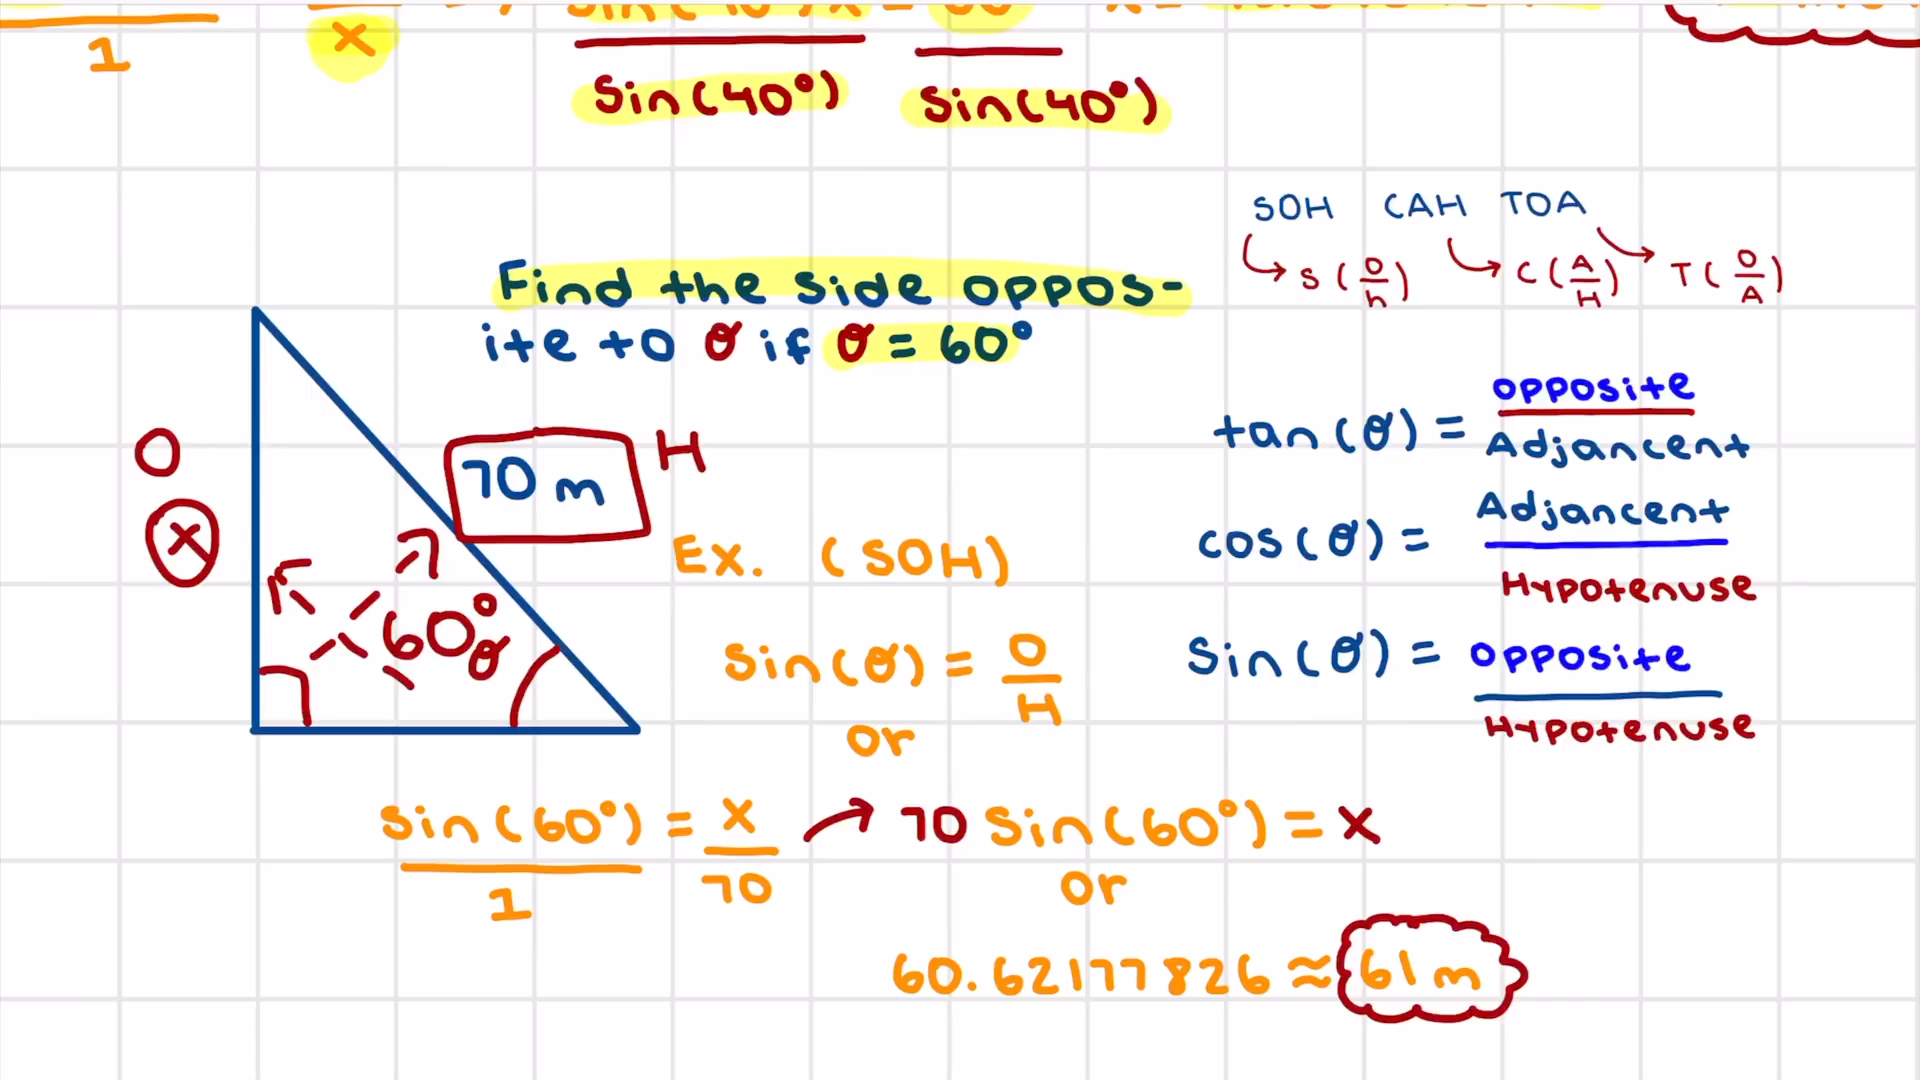 1
x
Sin(40°)
Sin(40°)
SOH CAH TOA
S(O/h) C(A/H) T(O/A)
Find the side oppos-
ite to θ if θ = 60°
O
x
70 m
H
60°
θ
Ex. (SOH)
Sin(θ) = O/H
or
tan(θ) = opposite/Adjancent
cos(θ) = Adjancent/Hypotenuse
Sin(θ) = opposite/Hypotenuse
Sin(60°)/1 = x/70 → 70 Sin(60°) = x
or
60.62177826 ≈ 61 m